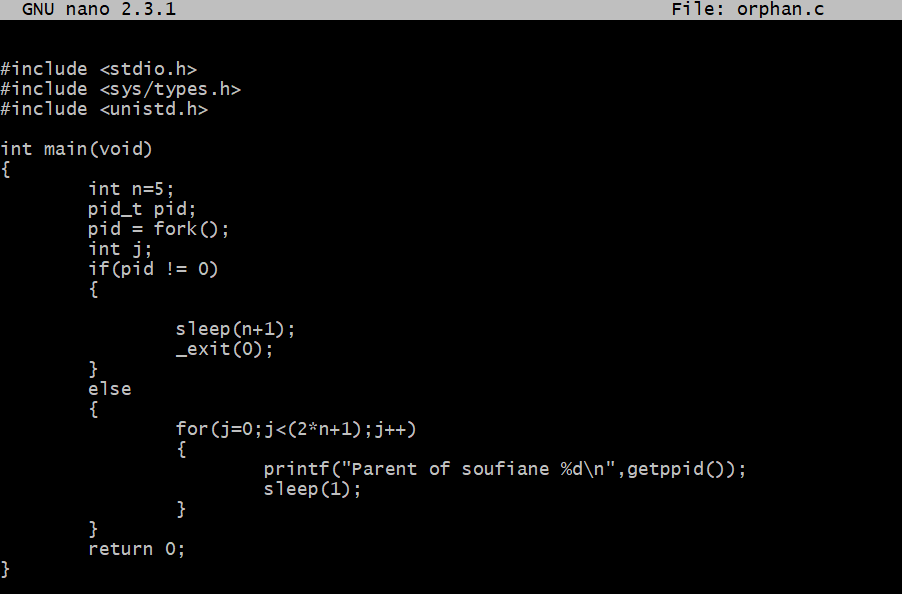 GNU nano 2.3.1 File: orphan.c
#include <stdio.h>
#include <sys/types.h>
#include <unistd.h>
int main(void)
{
int n=5;
pid_t pid;
pid = fork();
int j;
if(pid != 0)
{
sleep(n+1);
_exit(0);
}
else
{
for(j=0;j<(2*n+1);j++)
{
printf("Parent of soufiane %d\n",getppid());
sleep(1);
}
}
return 0;
}